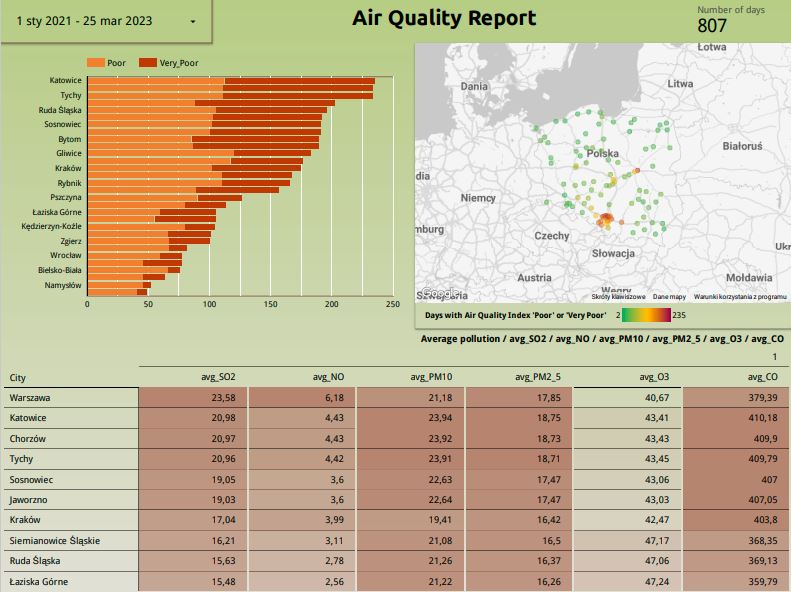 1 sty 2021 - 25 mar 2023
Air Quality Report
Number of days
807
Poor
Very_Poor
Katowice
Tychy
Ruda Śląska
Sosnowiec
Bytom
Gliwice
Kraków
Rybnik
Pszczyna
Łaziska Górne
Kędzierzyn-Koźle
Zgierz
Wrocław
Bielsko-Biała
Namysłów
0 50 100 150 200 250
Łotwa
Dania
Litwa
Polska
Białoruś
dia
Niemcy
mburg
Czechy
Ukr
Słowacja
Austria
Mołdawia
Węgry
Google
Skróty klawiszowe
Dane mapy
Warunki korzystania z programu
Days with Air Quality Index 'Poor' or 'Very Poor'
2
235
Average pollution / avg_SO2 / avg_NO / avg_PM10 / avg_PM2_5 / avg_O3 / avg_CO
1
City avg_SO2 avg_NO avg_PM10 avg_PM2_5 avg_O3 avg_CO
Warszawa 23,58 6,18 21,18 17,85 40,67 379,39
Katowice 20,98 4,43 23,94 18,75 43,41 410,18
Chorzów 20,97 4,43 23,92 18,73 43,43 409,9
Tychy 20,96 4,42 23,91 18,71 43,45 409,79
Sosnowiec 19,05 3,6 22,63 17,47 43,06 407
Jaworzno 19,03 3,6 22,64 17,47 43,03 407,05
Kraków 17,04 3,99 19,41 16,42 42,47 403,8
Siemianowice Śląskie 16,21 3,11 21,08 16,5 47,17 368,35
Ruda Śląska 15,63 2,78 21,26 16,37 47,06 369,13
Łaziska Górne 15,48 2,56 21,22 16,26 47,24 359,79